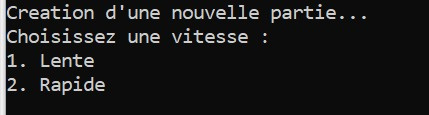 Creation d'une nouvelle partie...
Choisissez une vitesse :
1. Lente
2. Rapide